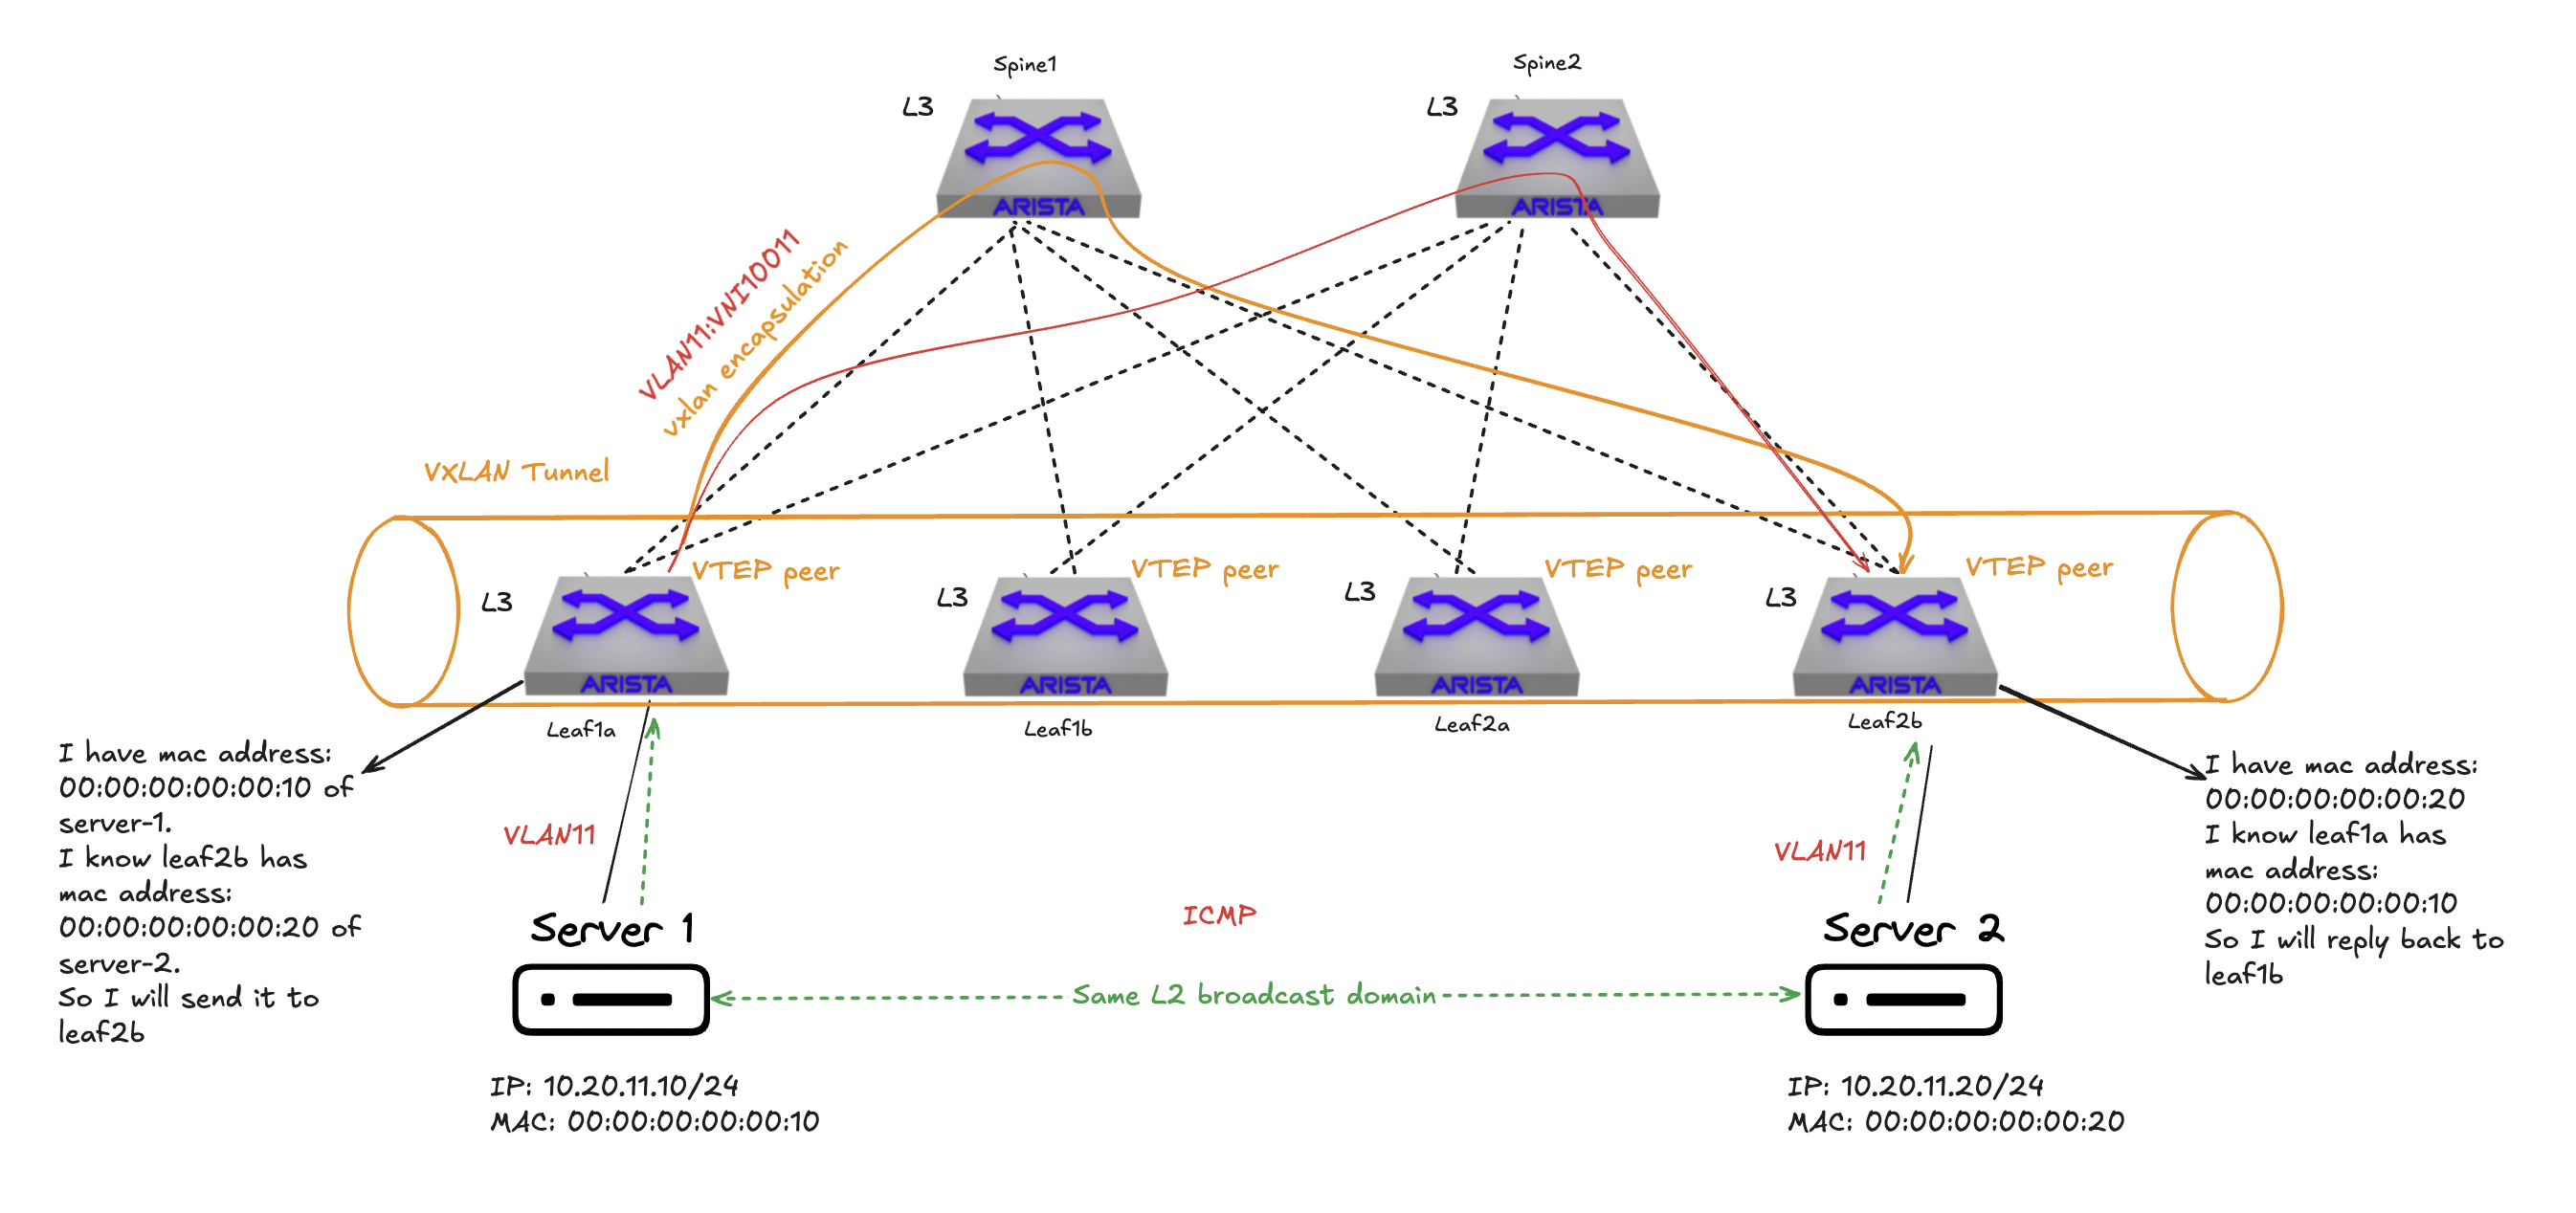 Spine1
Spine2
L3
L3
ARISTA
ARISTA
VLAN11:VNI10011
vxlan encapsulation
VXLAN Tunnel
VTEP peer
VTEP peer
VTEP peer
VTEP peer
L3
L3
L3
L3
ARISTA
ARISTA
ARISTA
ARISTA
Leaf1a
Leaf1b
Leaf2a
Leaf2b
I have mac address:
00:00:00:00:00:10 of
server-1.
I know leaf2b has
mac address:
00:00:00:00:00:20 of
server-2.
So I will send it to
leaf2b
I have mac address:
00:00:00:00:00:20
I know leaf1a has
mac address:
00:00:00:00:00:10
So I will reply back to
leaf1b
VLAN11
VLAN11
Server 1
ICMP
Server 2
Same L2 broadcast domain
IP: 10.20.11.10/24
MAC: 00:00:00:00:00:10
IP: 10.20.11.20/24
MAC: 00:00:00:00:00:20